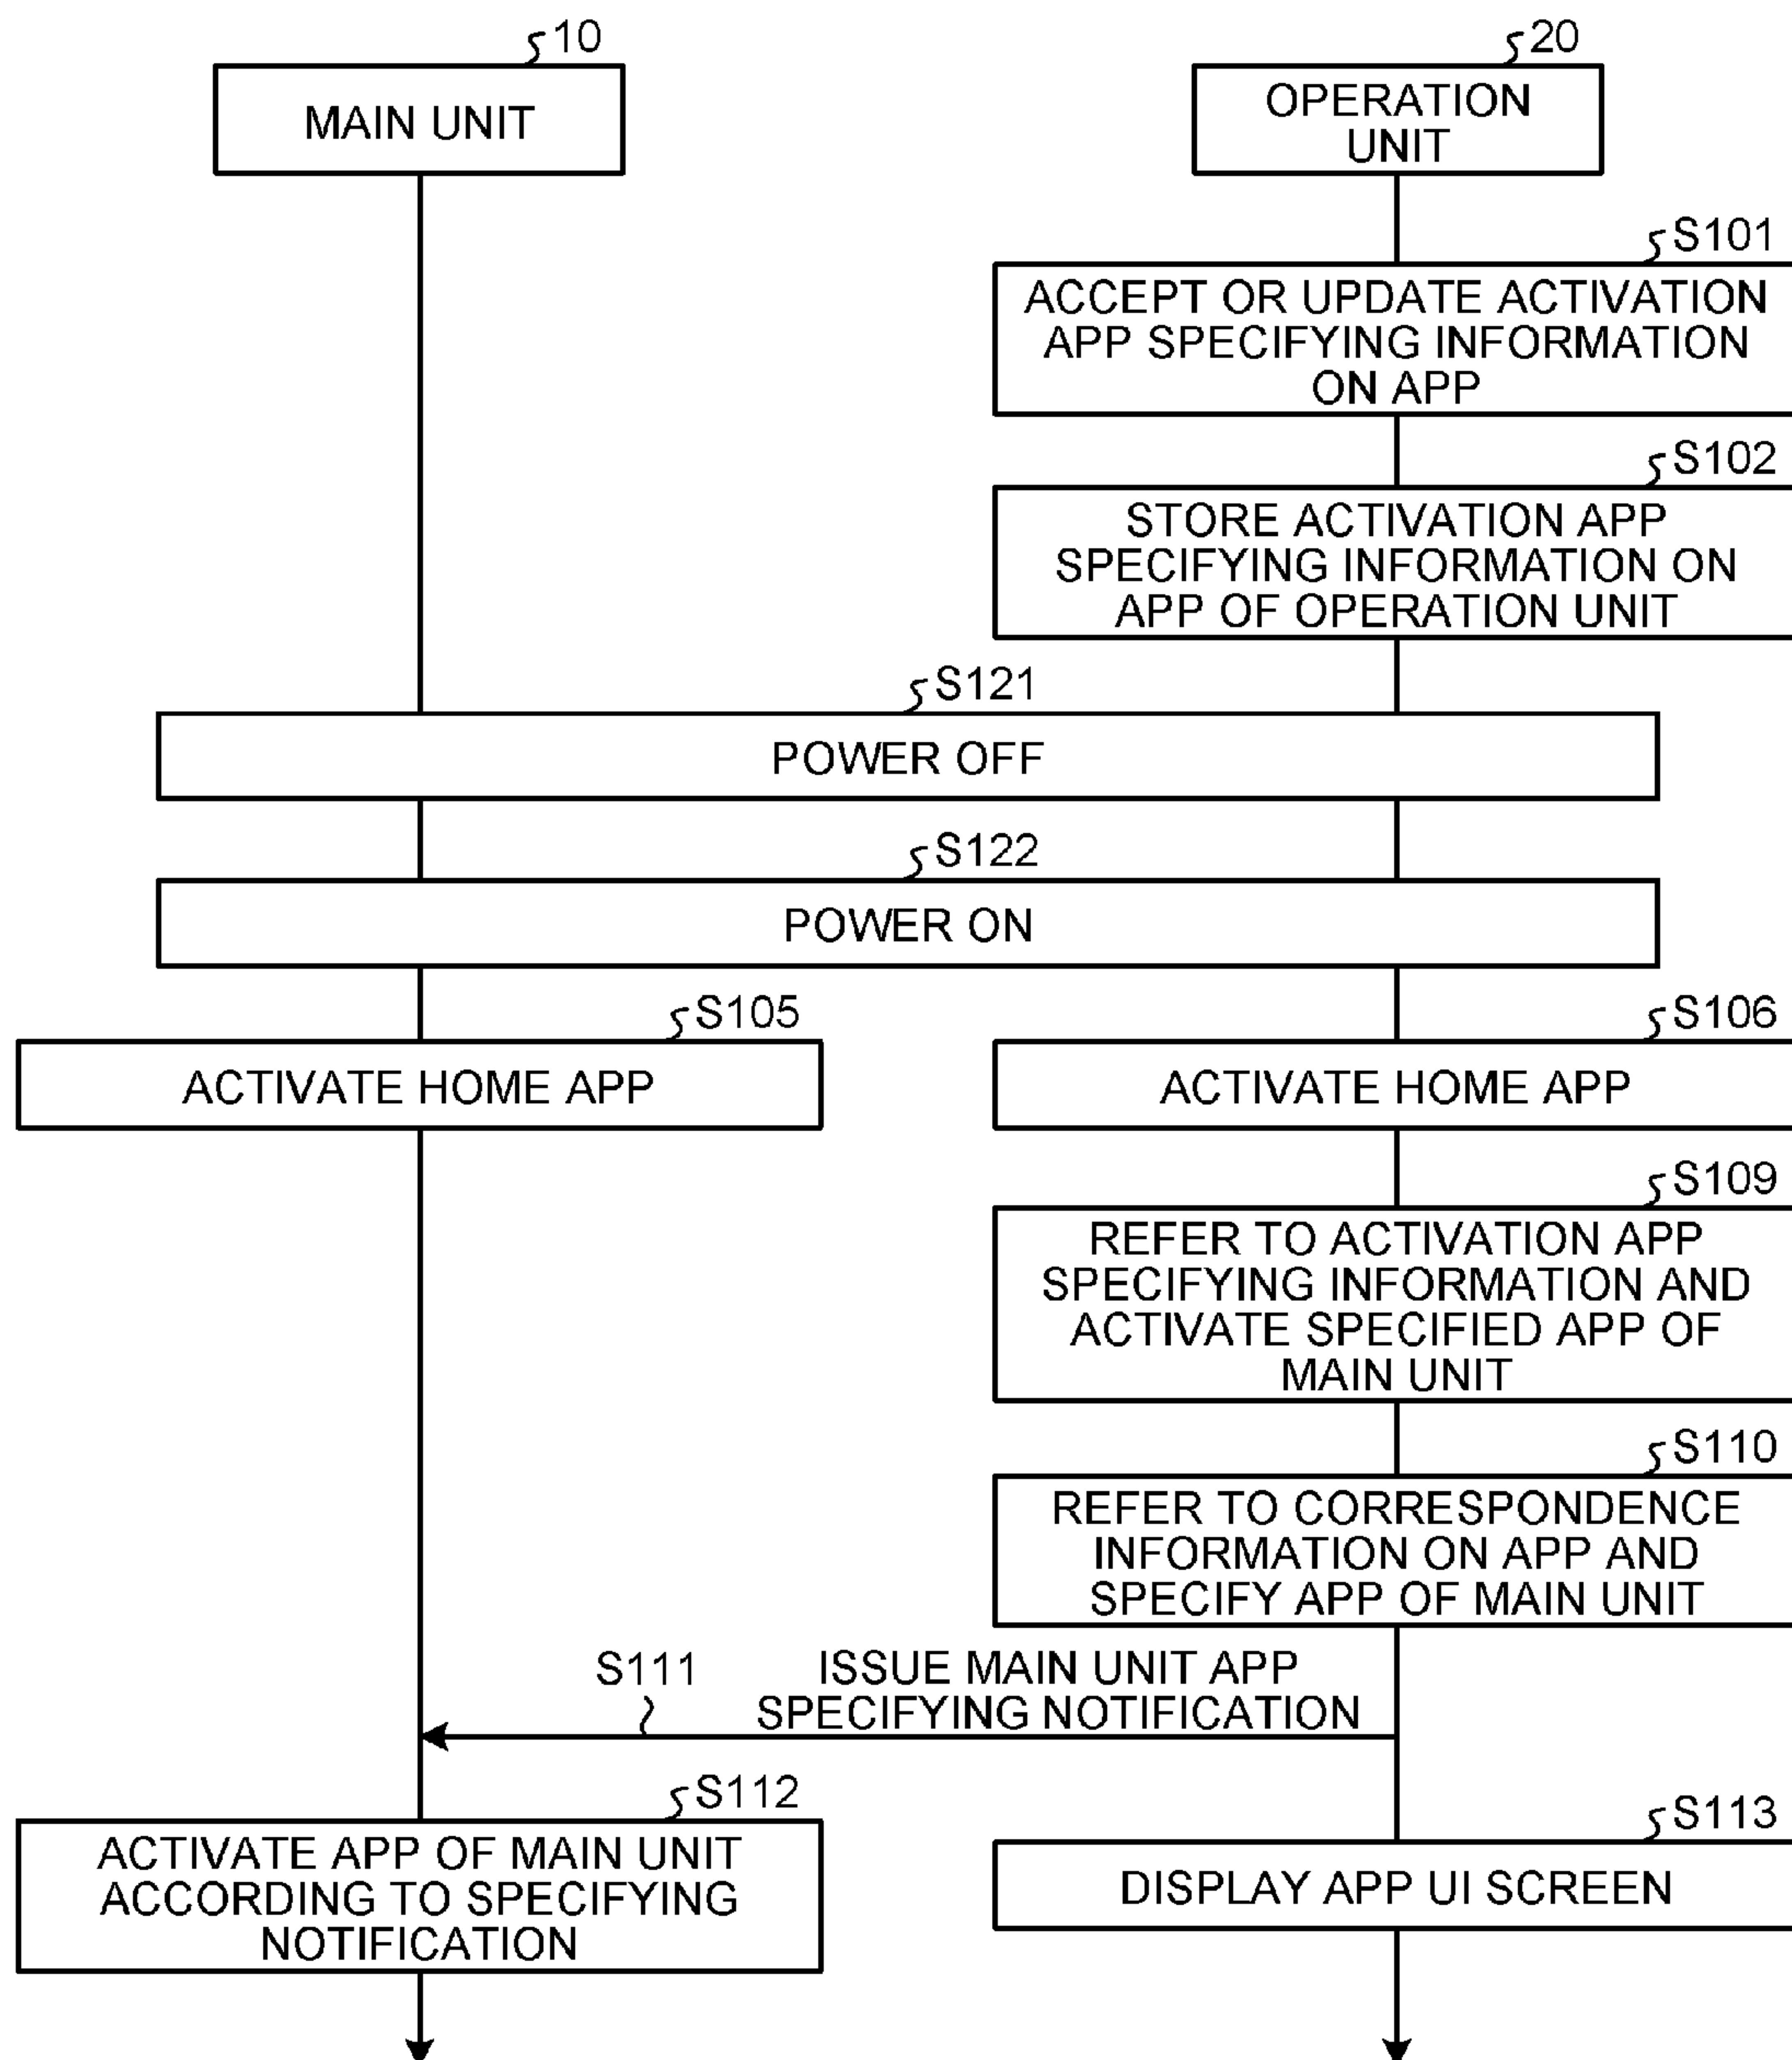 10
MAIN UNIT
20
OPERATION
UNIT
S101
ACCEPT OR UPDATE ACTIVATION
APP SPECIFYING INFORMATION
ON APP
S102
STORE ACTIVATION APP
SPECIFYING INFORMATION ON
APP OF OPERATION UNIT
S121
POWER OFF
S122
POWER ON
S105
ACTIVATE HOME APP
S106
ACTIVATE HOME APP
S109
REFER TO ACTIVATION APP
SPECIFYING INFORMATION AND
ACTIVATE SPECIFIED APP OF
MAIN UNIT
S110
REFER TO CORRESPONDENCE
INFORMATION ON APP AND
SPECIFY APP OF MAIN UNIT
S111
ISSUE MAIN UNIT APP
SPECIFYING NOTIFICATION
S112
ACTIVATE APP OF MAIN UNIT
ACCORDING TO SPECIFYING
NOTIFICATION
S113
DISPLAY APP UI SCREEN